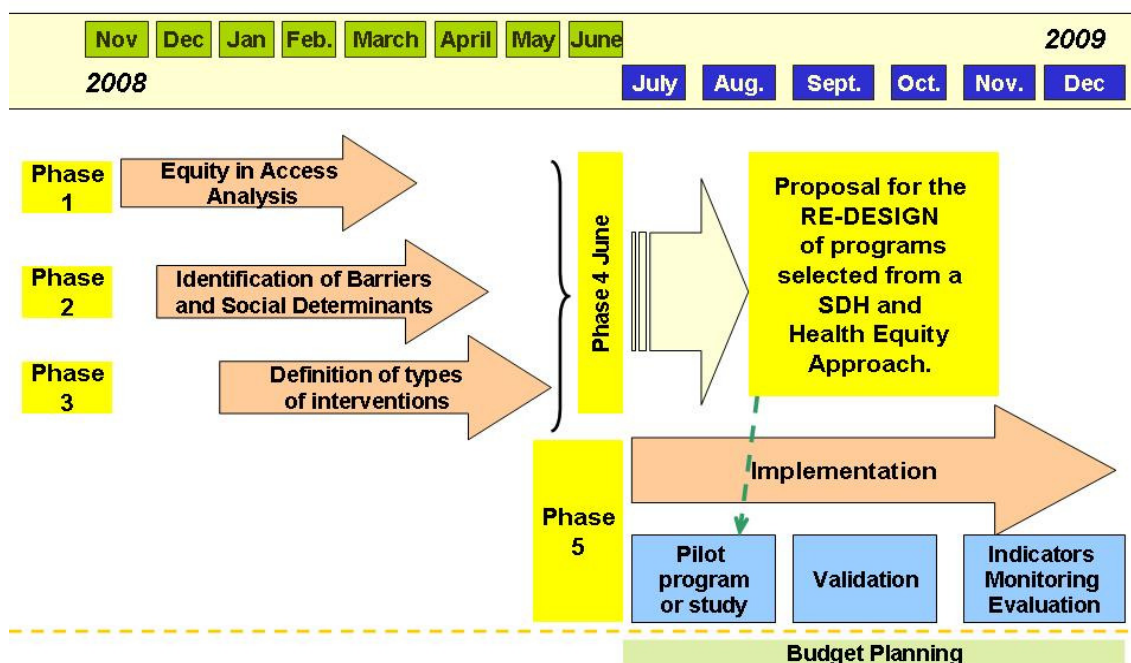 Nov Dec Jan Feb. March April May June 2009
2008 July Aug. Sept. Oct. Nov. Dec
Phase
1
Equity in Access
Analysis
Phase
2
Identification of Barriers
and Social Determinants
Phase
3
Definition of types
of interventions
Phase 4 June
Proposal for the
RE-DESIGN
of programs
selected from a
SDH and
Health Equity
Approach.
Phase
5
Implementation
Pilot
program
or study
Validation
Indicators
Monitoring
Evaluation
Budget Planning